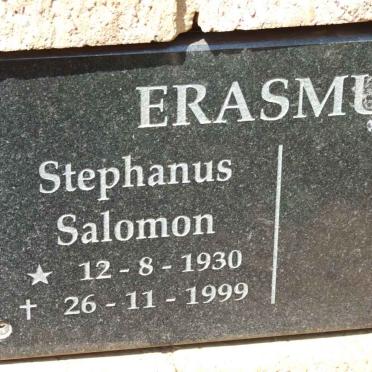 ERASMU
Stephanus
Salomon
★ 12 - 8 - 1930
✝ 26 - 11 - 1999